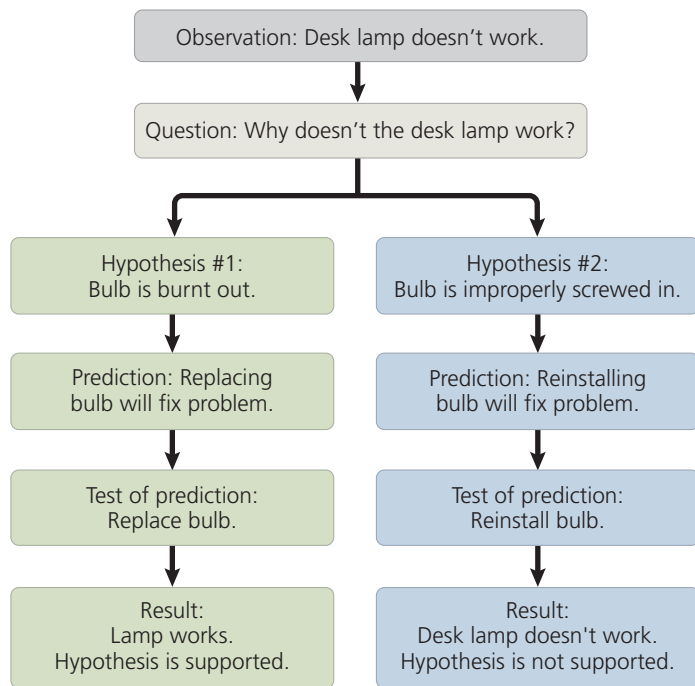 Observation: Desk lamp doesn’t work.
Question: Why doesn’t the desk lamp work?
Hypothesis #1:
Bulb is burnt out.
Prediction: Replacing
bulb will fix problem.
Test of prediction:
Replace bulb.
Result:
Lamp works.
Hypothesis is supported.
Hypothesis #2:
Bulb is improperly screwed in.
Prediction: Reinstalling
bulb will fix problem.
Test of prediction:
Reinstall bulb.
Result:
Desk lamp doesn't work.
Hypothesis is not supported.